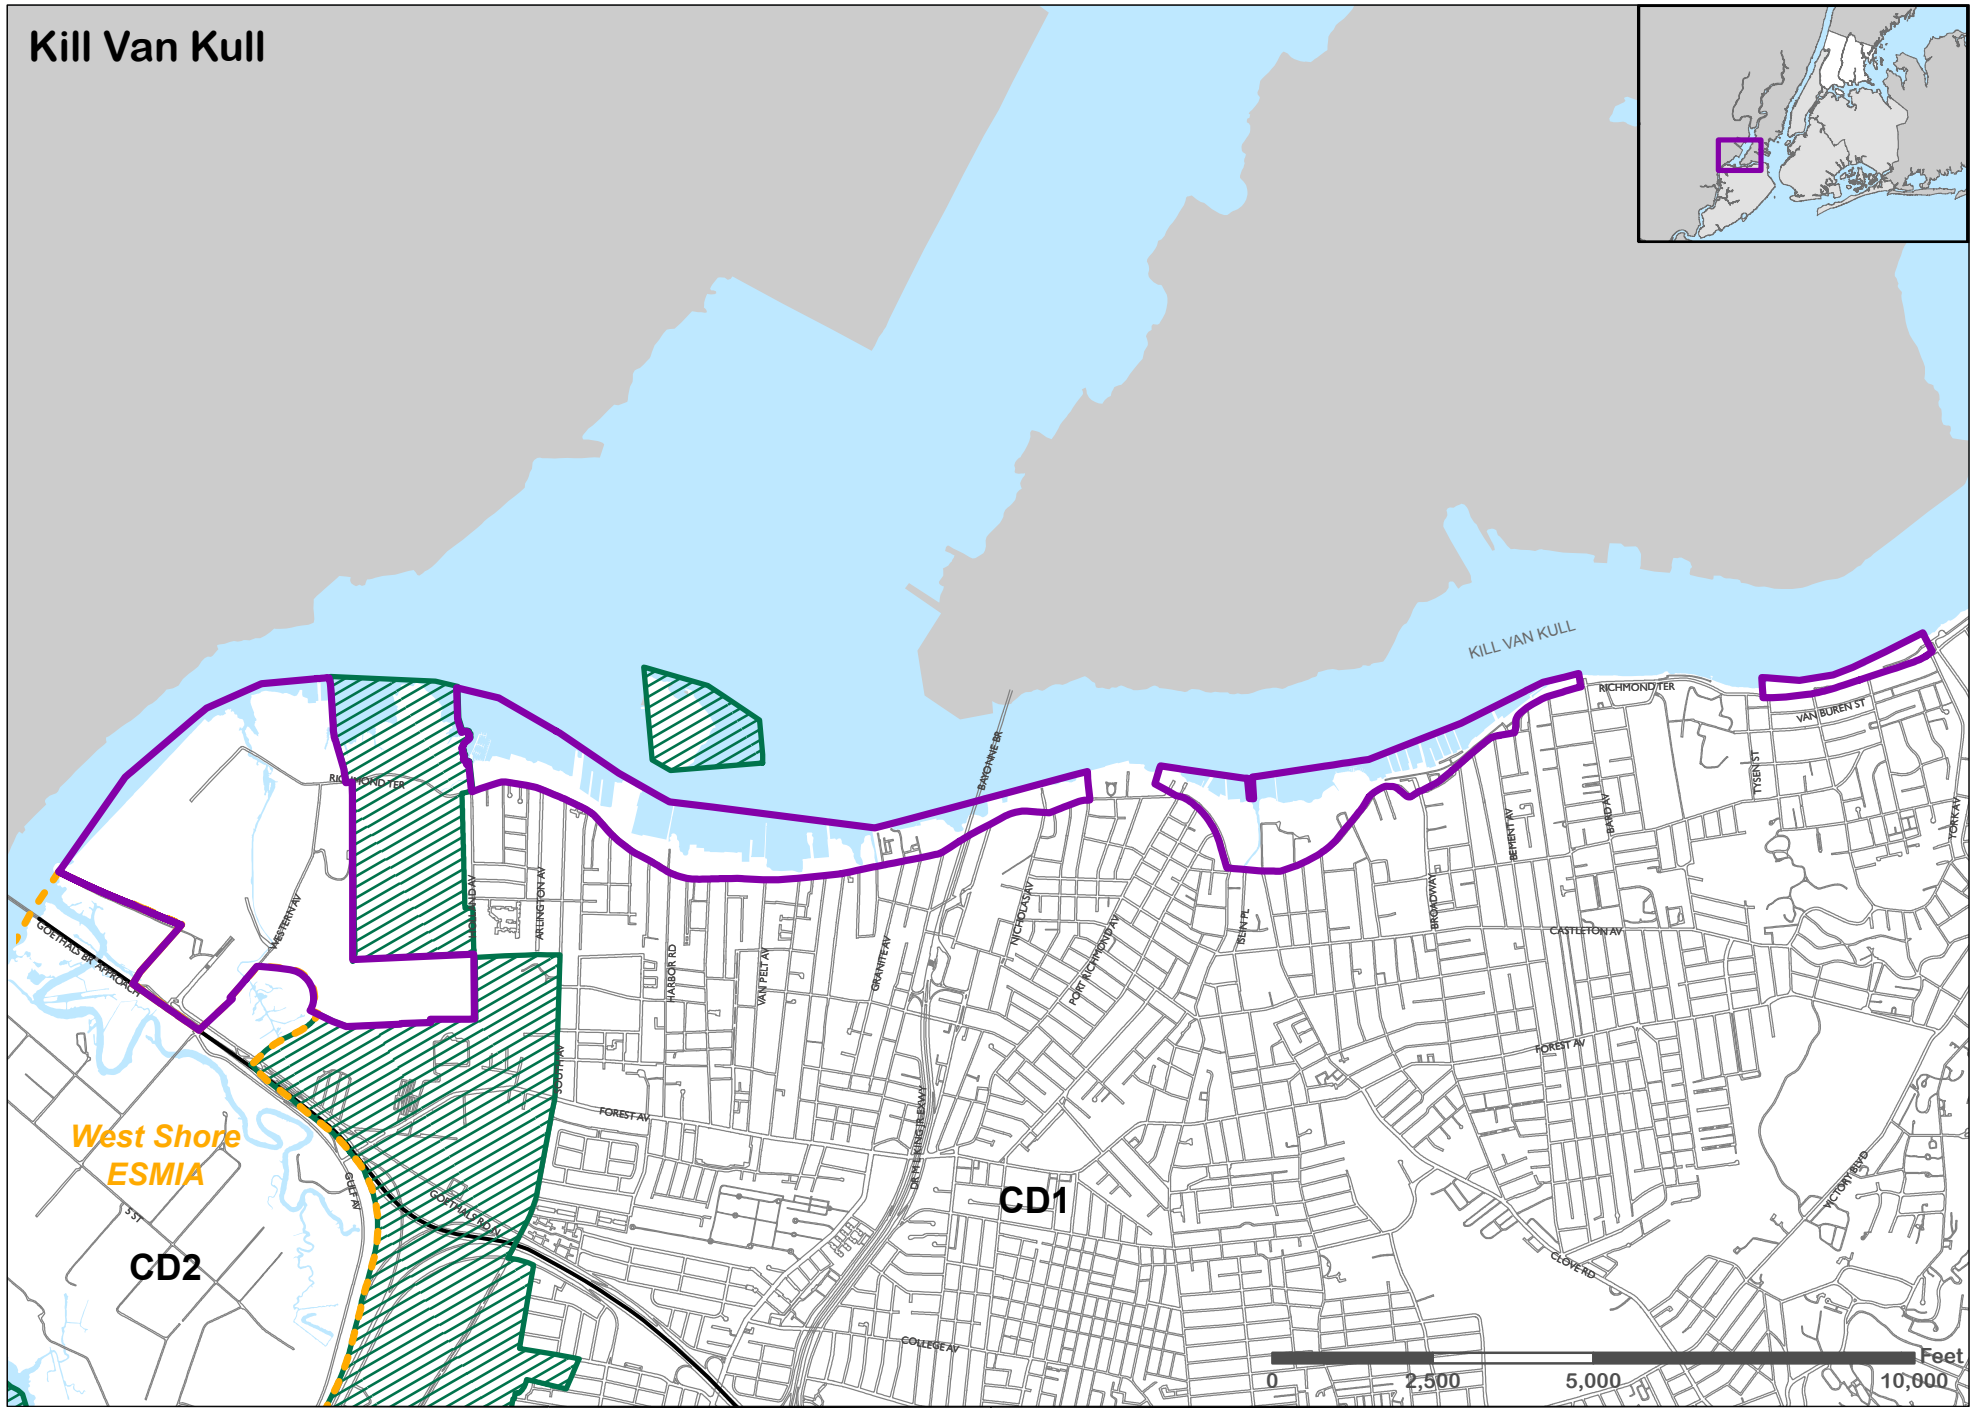 Kill Van Kull
KILL VAN KULL
RICHMOND TER
VAN BUREN ST
BAYONNE BR
RICHMOND TER
TYSEN ST
YORK AV
BARD AV
BEMENT AV
BROADWAY
CASTLETON AV
HOLLAND AV
ARLINGTON AV
WESTERN AV
HARBOR RD
VAN PELT AV
GRANITE AV
NICHOLAS AV
PORT RICHMOND AV
ISELIN PL
GOETHALS BR APPROACH
SOUTH AV
FOREST AV
FOREST AV
DR M L KING JR EXWY
West Shore
ESMIA
CD1
CD2
GULF AV
GOETHALS RD N
S ST
VICTORY BLVD
CLOVE RD
COLLEGE AV
Feet
0 2,500 5,000 10,000